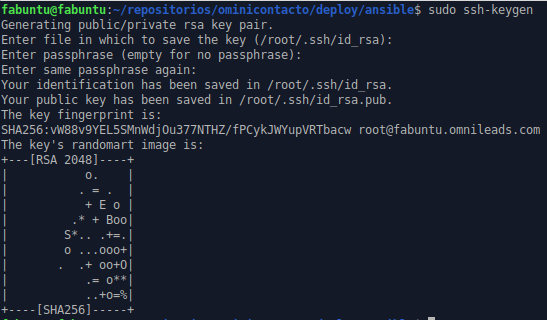 fabuntu@fabuntu:~/repositorios/ominicontacto/deploy/ansible$ sudo ssh-keygen
Generating public/private rsa key pair.
Enter file in which to save the key (/root/.ssh/id_rsa):
Enter passphrase (empty for no passphrase):
Enter same passphrase again:
Your identification has been saved in /root/.ssh/id_rsa.
Your public key has been saved in /root/.ssh/id_rsa.pub.
The key fingerprint is:
SHA256:vW88v9YEL5SMnWdjOu377NTHZ/fPCykJWYupVRTbacw root@fabuntu.omnileads.com
The key's randomart image is:
+---[RSA 2048]----+
|           o.    |
|          . = .  |
|           + E o |
|         .* + Boo|
|        S*.. .+=.|
|        o ...ooo+|
|       .  .+ oo+O|
|           .= o**|
|           ..+o=%|
+----[SHA256]-----+